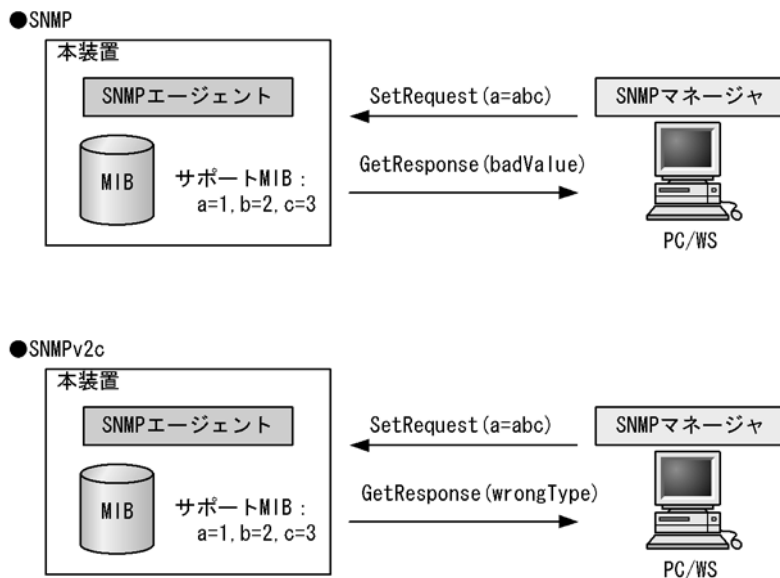 ●SNMP
本装置
SNMPエージェント
SetRequest(a=abc)
SNMPマネージャ
MIB
サポートMIB：
a=1,b=2,c=3
GetResponse(badValue)
PC/WS
●SNMPv2c
本装置
SNMPエージェント
SetRequest(a=abc)
SNMPマネージャ
MIB
サポートMIB：
a=1,b=2,c=3
GetResponse(wrongType)
PC/WS